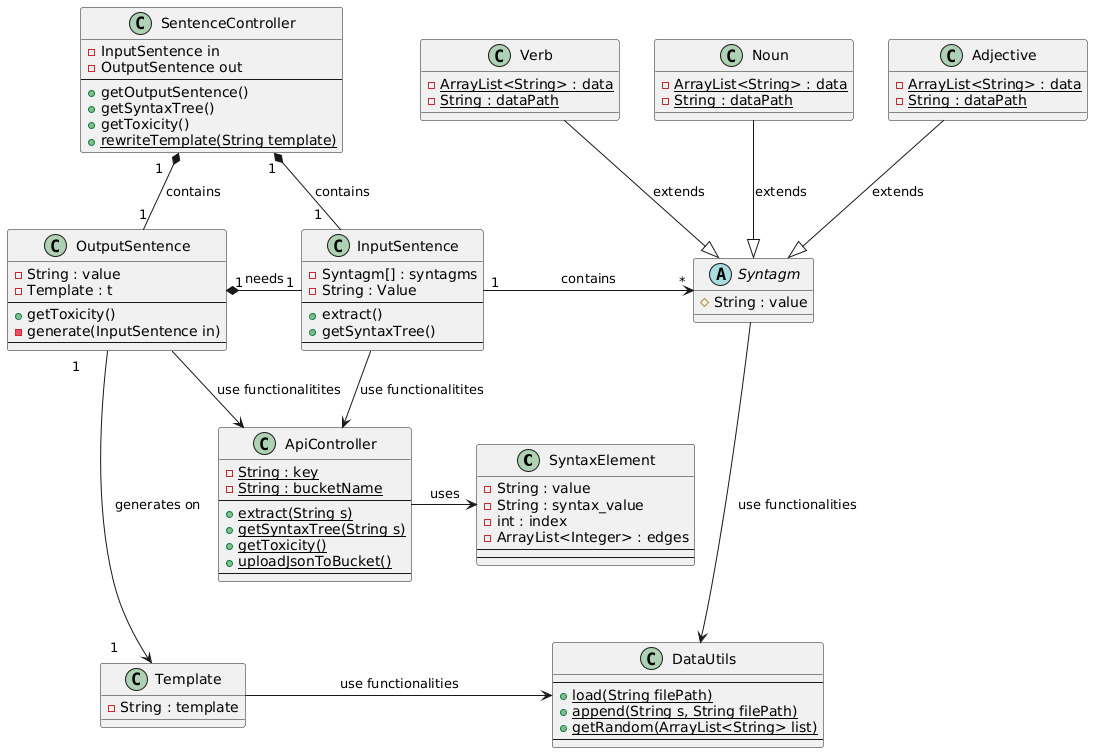 SentenceController
InputSentence in
OutputSentence out
getOutputSentence()
getSyntaxTree()
getToxicity()
rewriteTemplate(String template)
Verb
ArrayList<String> : data
String : dataPath
Noun
ArrayList<String> : data
String : dataPath
Adjective
ArrayList<String> : data
String : dataPath
1
1
contains
contains
extends
extends
extends
1
1
OutputSentence
String : value
Template : t
getToxicity()
generate(InputSentence in)
1
needs
1
InputSentence
Syntagm[] : syntagms
String : Value
extract()
getSyntaxTree()
1
contains
*
Syntagm
String : value
1
use functionalitites
use functionalitites
ApiController
String : key
String : bucketName
extract(String s)
getSyntaxTree(String s)
getToxicity()
uploadJsonToBucket()
uses
SyntaxElement
String : value
String : syntax_value
int : index
ArrayList<Integer> : edges
generates on
use functionalities
1
Template
String : template
use functionalities
DataUtils
load(String filePath)
append(String s, String filePath)
getRandom(ArrayList<String> list)
C
C
C
C
C
C
A
C
C
C
C